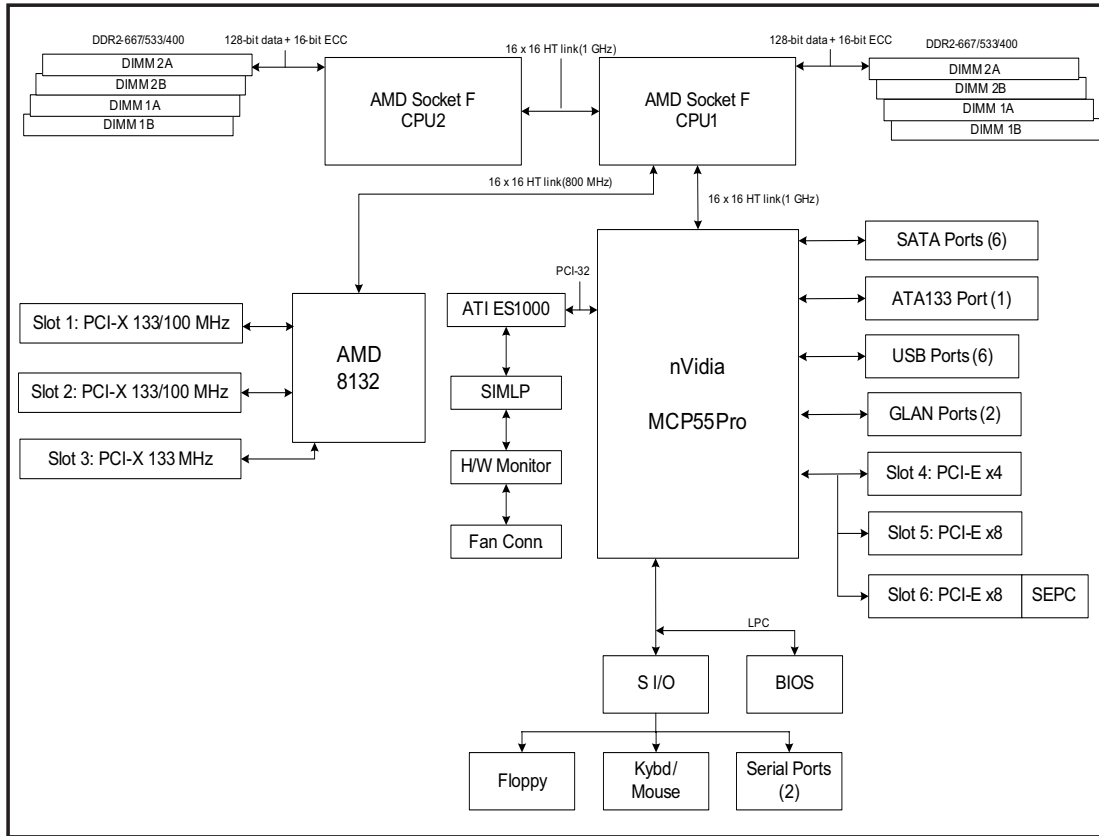 DDR2-667/533/400
128-bit data + 16-bit ECC
16 x 16 HT link(1 GHz)
128-bit data + 16-bit ECC
DDR2-667/533/400
DIMM 2A
DIMM 2B
DIMM 1A
DIMM 1B
AMD Socket F
CPU2
AMD Socket F
CPU1
DIMM 2A
DIMM 2B
DIMM 1A
DIMM 1B
16 x 16 HT link(800 MHz)
16 x 16 HT link(1 GHz)
Slot 1: PCI-X 133/100 MHz
Slot 2: PCI-X 133/100 MHz
Slot 3: PCI-X 133 MHz
AMD
8132
PCI-32
ATI ES1000
SIMLP
H/W Monitor
Fan Conn.
nVidia
MCP55Pro
SATA Ports (6)
ATA133 Port (1)
USB Ports (6)
GLAN Ports (2)
Slot 4: PCI-E x4
Slot 5: PCI-E x8
Slot 6: PCI-E x8
SEPC
LPC
S I/O
BIOS
Floppy
Kybd/
Mouse
Serial Ports
(2)